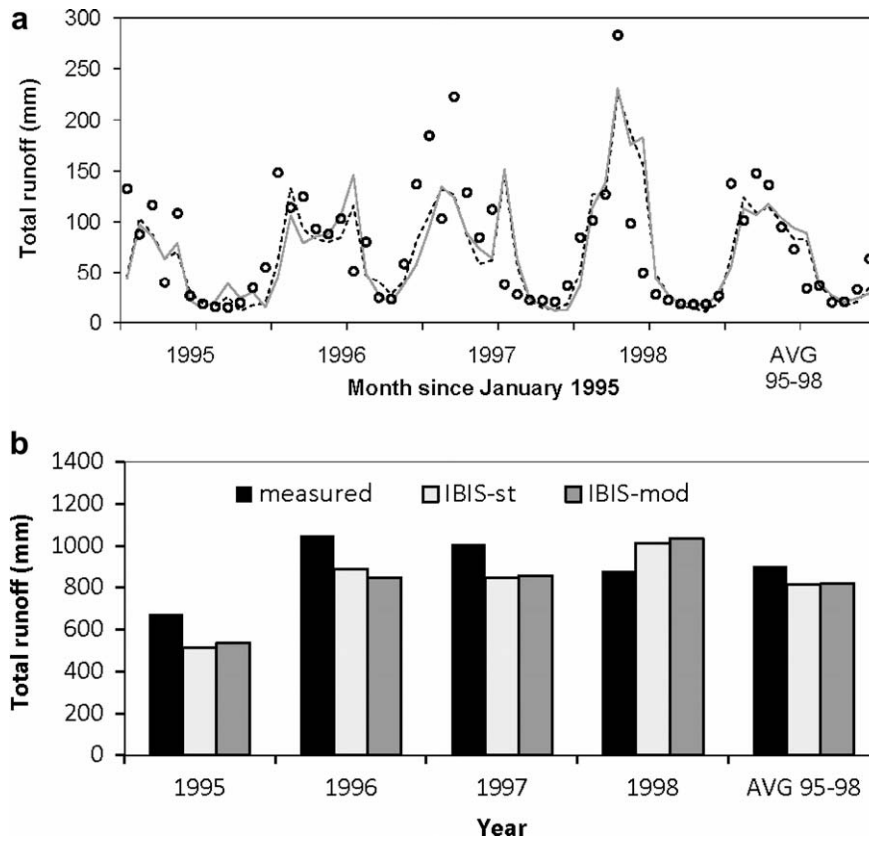 a
Total runoff (mm)
300
250
200
150
100
50
0
1995
1996
1997
1998
AVG
95-98
Month since January 1995
b
Total runoff (mm)
1400
1200
1000
800
600
400
200
0
measured
IBIS-st
IBIS-mod
1995
1996
1997
1998
AVG 95-98
Year